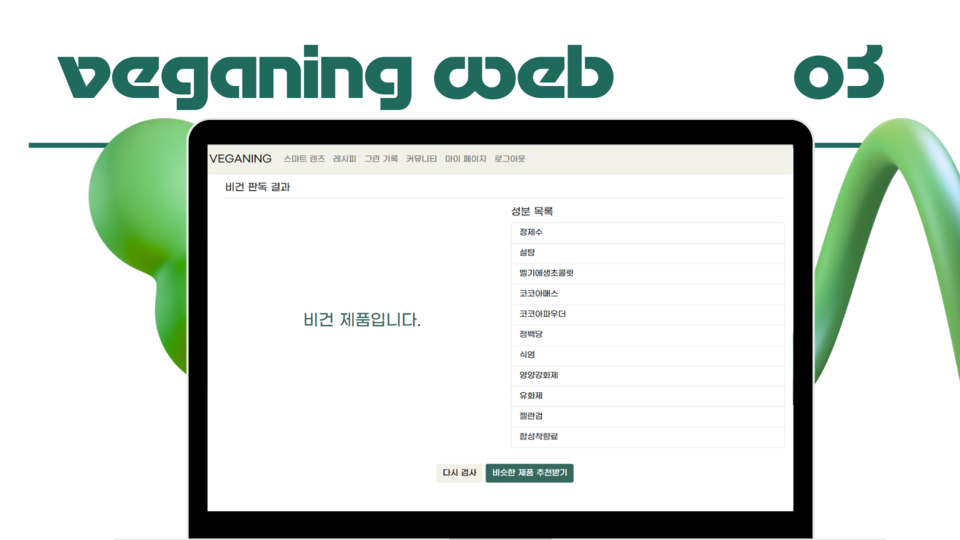 veganing web 03
VEGANING 스마트 렌즈 레시피 그린 기록 커뮤니티 마이 페이지 로그아웃
비건 판독 결과
비건 제품입니다.
성분 목록
정제수
설탕
벨기에생초콜릿
코코아매스
코코아파우더
정백당
식염
영양강화제
유화제
젤란검
합성착향료
다시 검사 비슷한 제품 추천받기